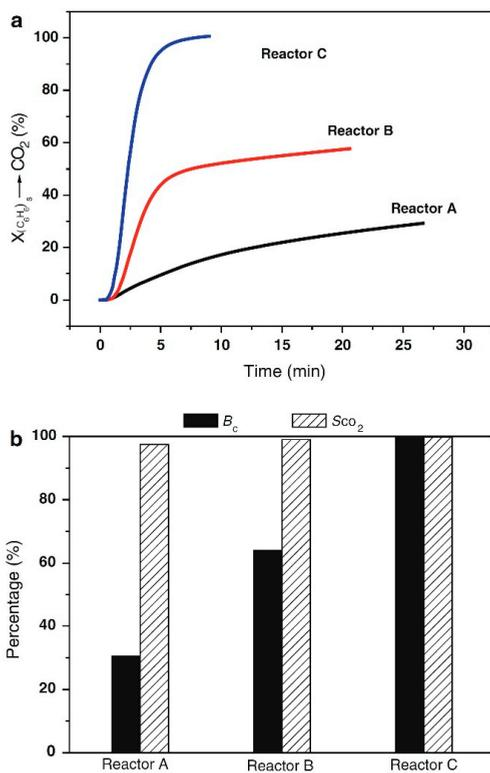 a
X(C6H6)s → CO2 (%)
100
80
60
40
20
0
Reactor C
Reactor B
Reactor A
0 5 10 15 20 25 30
Time (min)
b
Bc Sco2
Percentage (%)
100
80
60
40
20
0
Reactor A Reactor B Reactor C